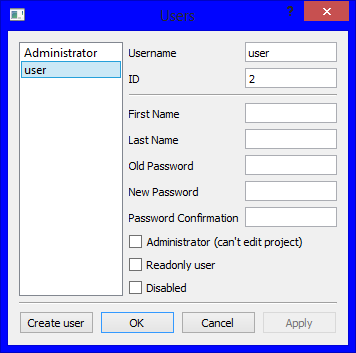 Users
?
Administrator
user
Username user
ID 2
First Name
Last Name
Old Password
New Password
Password Confirmation
Administrator (can't edit project)
Readonly user
Disabled
Create user OK Cancel Apply